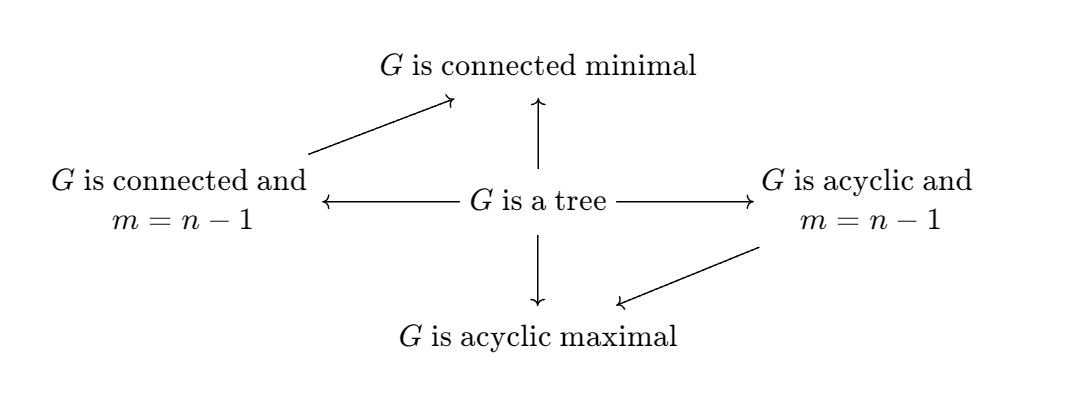 G is connected minimal
G is connected and
m = n − 1
G is a tree
G is acyclic and
m = n − 1
G is acyclic maximal